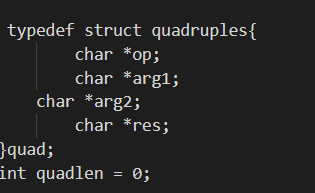 typedef struct quadruples{
char *op;
char *arg1;
char *arg2;
char *res;
}quad;
int quadlen = 0;